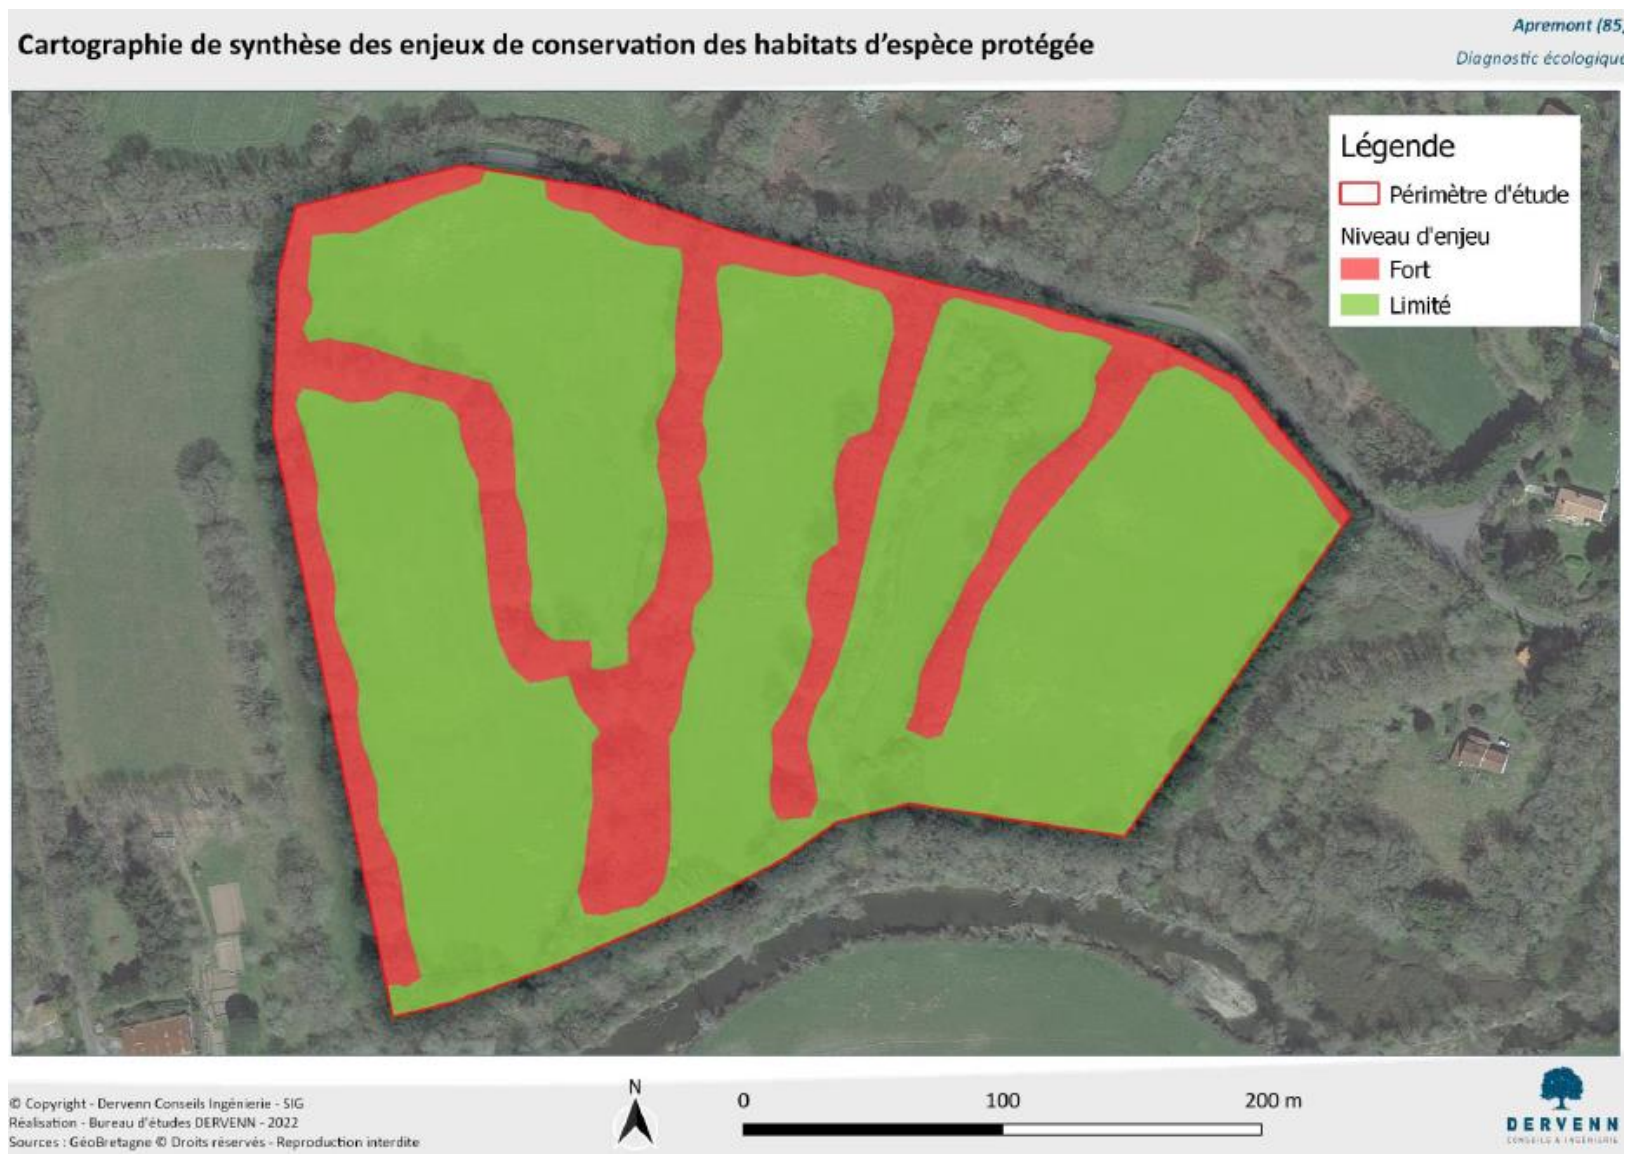 Cartographie de synthèse des enjeux de conservation des habitats d’espèce protégée
Apremont (85)
Diagnostic écologique
Légende
Périmètre d'étude
Niveau d'enjeu
Fort
Limité
© Copyright - Dervenn Conseils Ingénierie - SIG
Réalisation - Bureau d'études DERVENN - 2022
Sources : GéoBretagne © Droits réservés - Reproduction interdite
N
0 100 200 m
DERVENN
CONSEILS & INGÉNIERIE